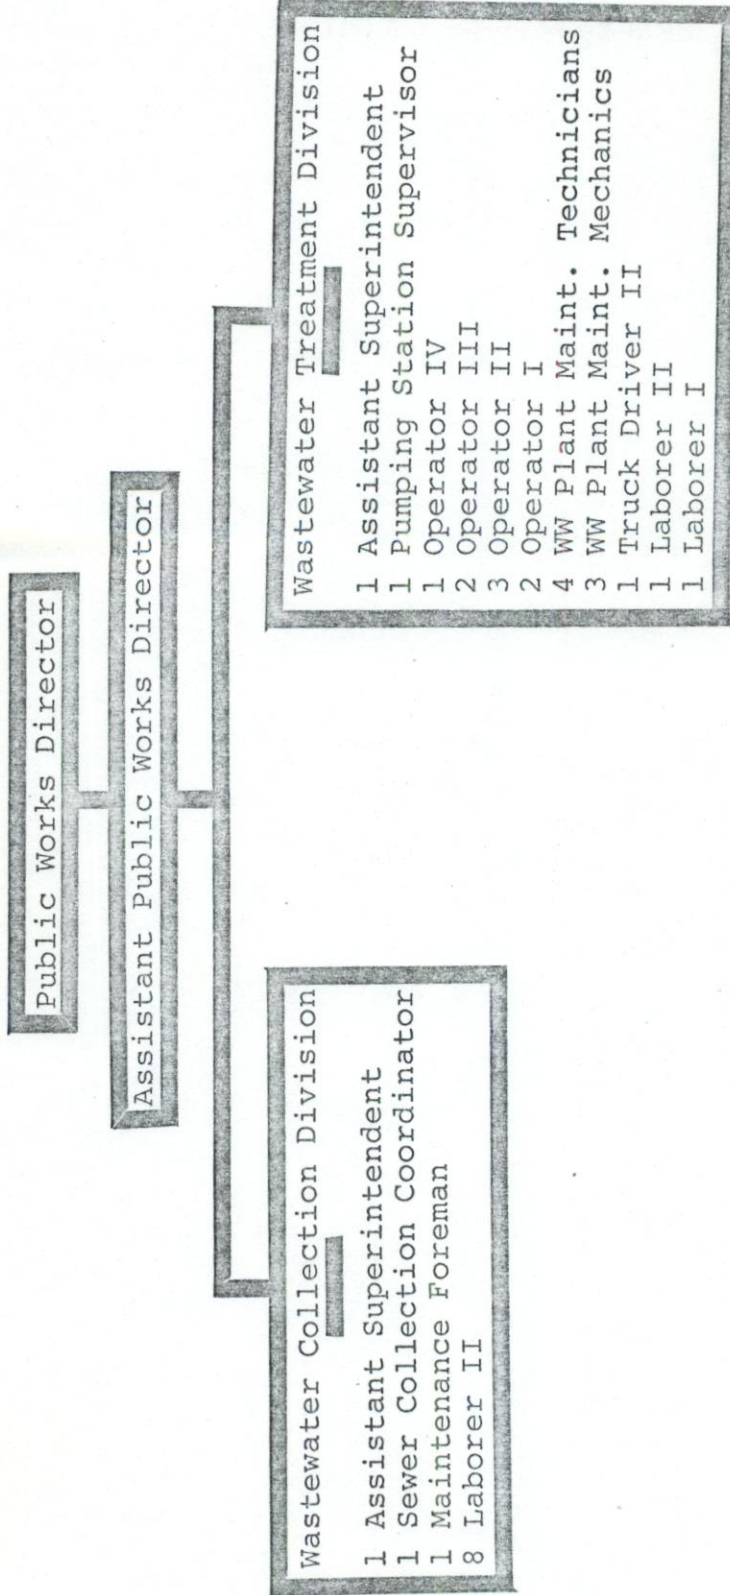 Public Works Director
Assistant Public Works Director
Wastewater Collection Division
1 Assistant Superintendent
1 Sewer Collection Coordinator
1 Maintenance Foreman
8 Laborer II
Wastewater Treatment Division
1 Assistant Superintendent
1 Pumping Station Supervisor
1 Operator IV
2 Operator III
3 Operator II
2 Operator I
4 WW Plant Maint. Technicians
3 WW Plant Maint. Mechanics
1 Truck Driver II
1 Laborer II
1 Laborer I